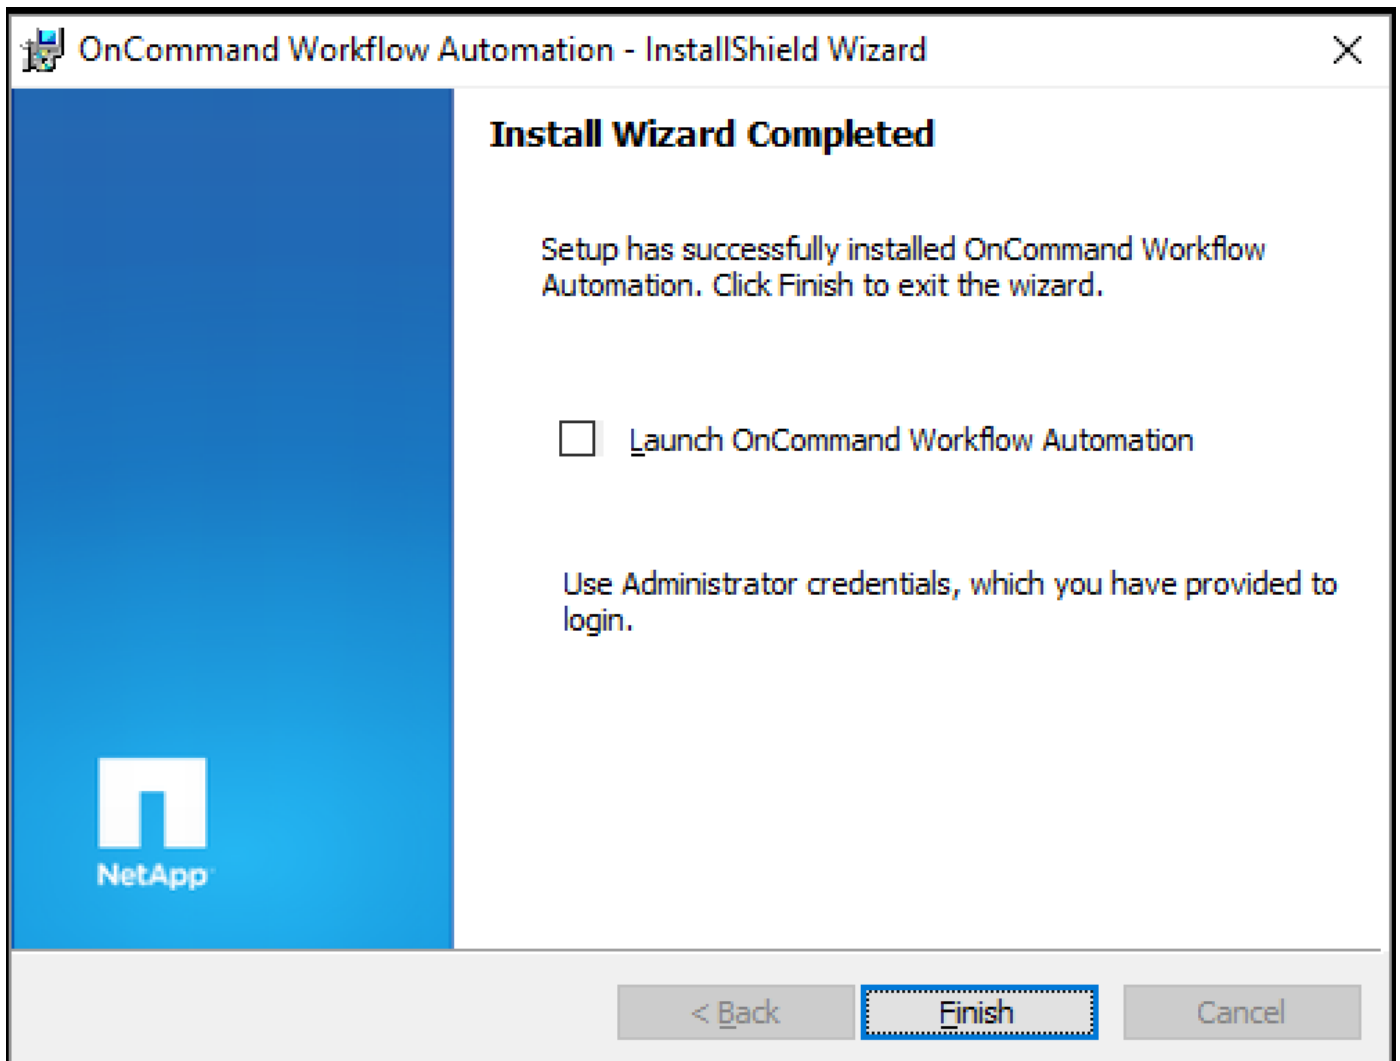 OnCommand Workflow Automation - InstallShield Wizard
Install Wizard Completed
Setup has successfully installed OnCommand Workflow
Automation. Click Finish to exit the wizard.
Launch OnCommand Workflow Automation
Use Administrator credentials, which you have provided to
login.
NetApp
< Back
Finish
Cancel